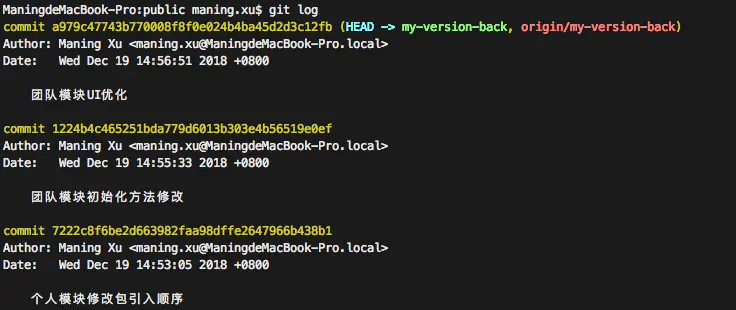 ManingdeMacBook-Pro:public maning.xu$ git log
commit a979c47743b770008f8f0e024b4ba45d2d3c12fb (HEAD -> my-version-back, origin/my-version-back)
Author: Maning Xu <maning.xu@ManingdeMacBook-Pro.local>
Date:   Wed Dec 19 14:56:51 2018 +0800
团队模块UI优化
commit 1224b4c465251bda779d6013b303e4b56519e0ef
Author: Maning Xu <maning.xu@ManingdeMacBook-Pro.local>
Date:   Wed Dec 19 14:55:33 2018 +0800
团队模块初始化方法修改
commit 7222c8f6be2d663982faa98dffe2647966b438b1
Author: Maning Xu <maning.xu@ManingdeMacBook-Pro.local>
Date:   Wed Dec 19 14:53:05 2018 +0800
个人模块修改包引入顺序